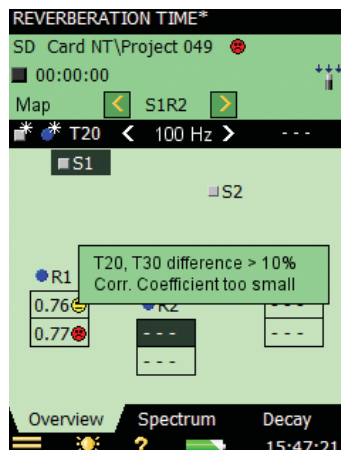 REVERBERATION TIME*
SD Card NT\Project 049
00:00:00
Map < S1R2 >
T20 < 100 Hz > ---
S1
S2
T20, T30 difference > 10%
Corr. Coefficient too small
R1
R2
0.76
0.77
---
---
---
---
Overview Spectrum Decay
? 15:47:21